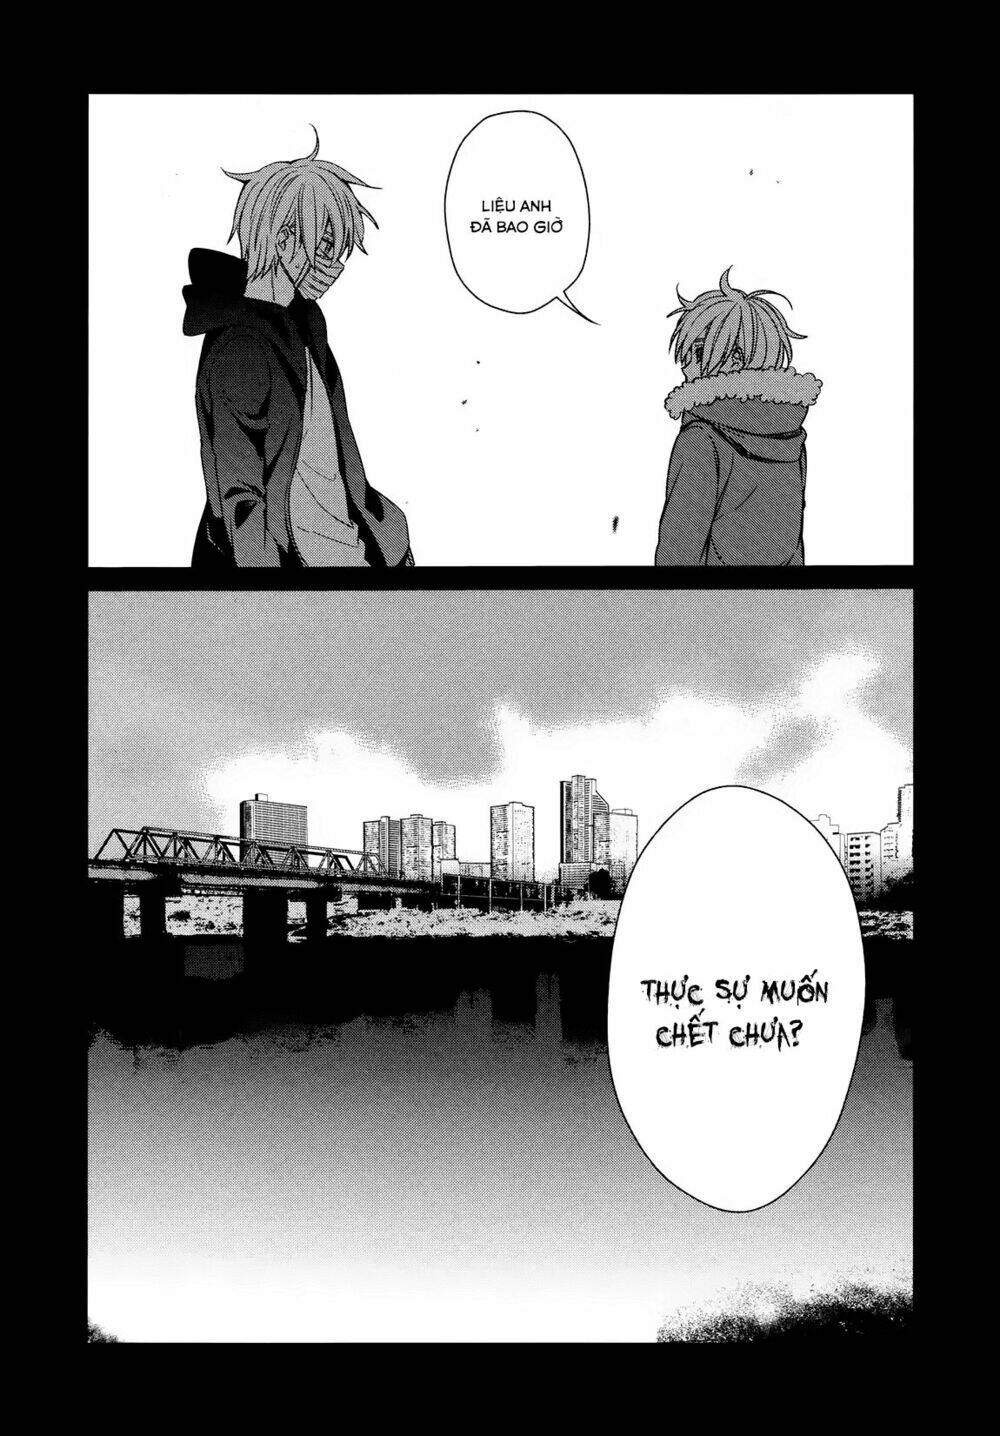 LIỆU ANH
ĐÃ BAO GIỜ
THỰC SỰ MUỐN
CHẾT CHƯA?